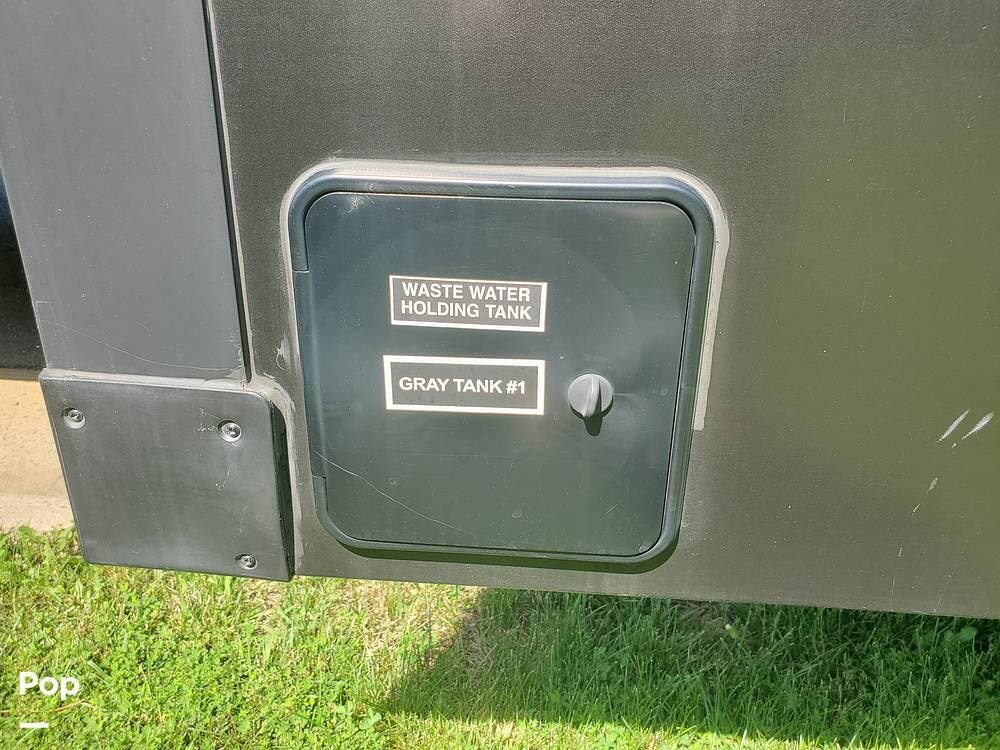 WASTE WATER
HOLDING TANK
GRAY TANK #1
Pop